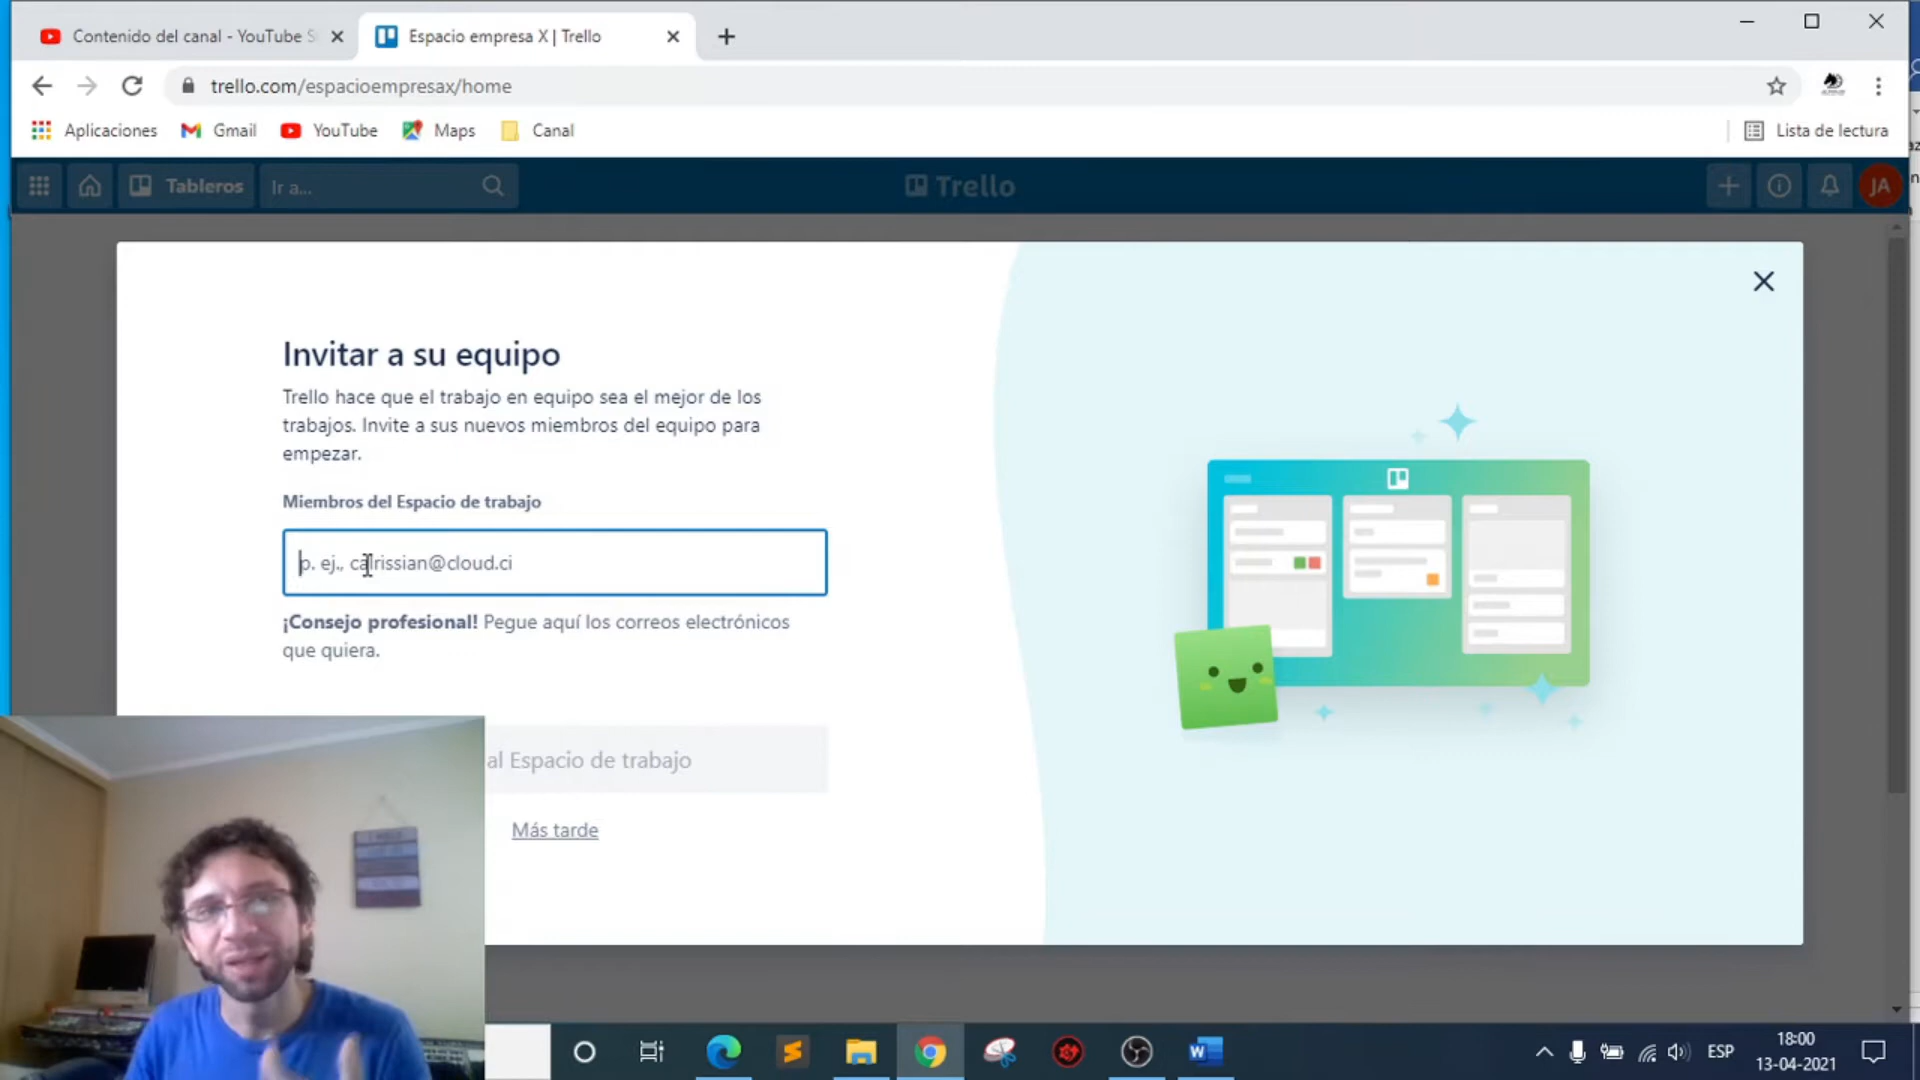 Contenido del canal - YouTube S
Espacio empresa X | Trello
trello.com/espacioempresax/home
Aplicaciones
Gmail
YouTube
Maps
Canal
Lista de lectura
Tableros
Ir a...
Trello
JA
Invitar a su equipo
Trello hace que el trabajo en equipo sea el mejor de los
trabajos. Invite a sus nuevos miembros del equipo para
empezar.
Miembros del Espacio de trabajo
p. ej., calrissian@cloud.ci
¡Consejo profesional! Pegue aquí los correos electrónicos
que quiera.
al Espacio de trabajo
Más tarde
ESP
18:00
13-04-2021